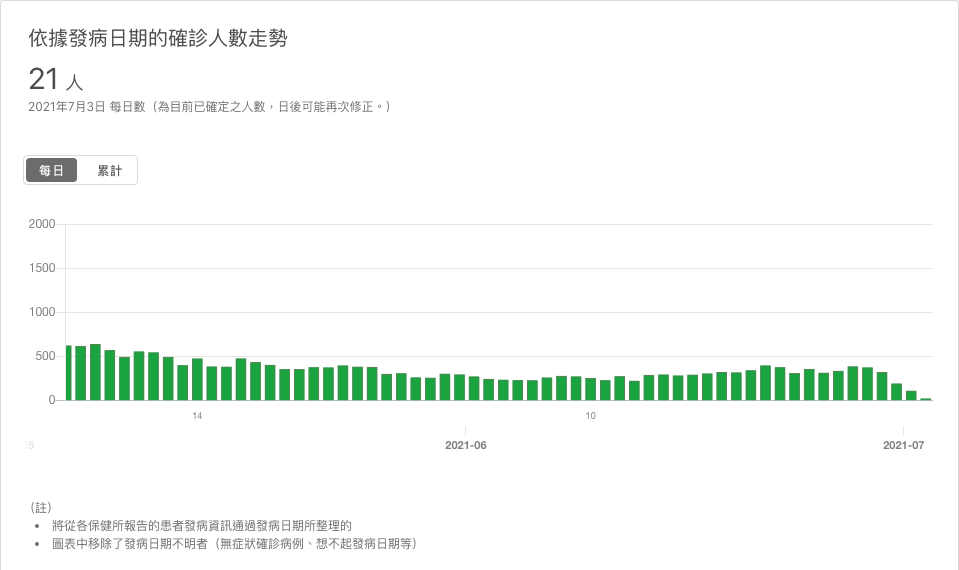 依據發病日期的確診人數走勢
21 人
2021年7月3日 每日數（為目前已確定之人數，日後可能再次修正。）
每日 累計
2000
1500
1000
500
0
14 10
5 2021-06 2021-07
（註）
• 將從各保健所報告的患者發病資訊通過發病日期所整理的
• 圖表中移除了發病日期不明者（無症狀確診病例、想不起發病日期等）